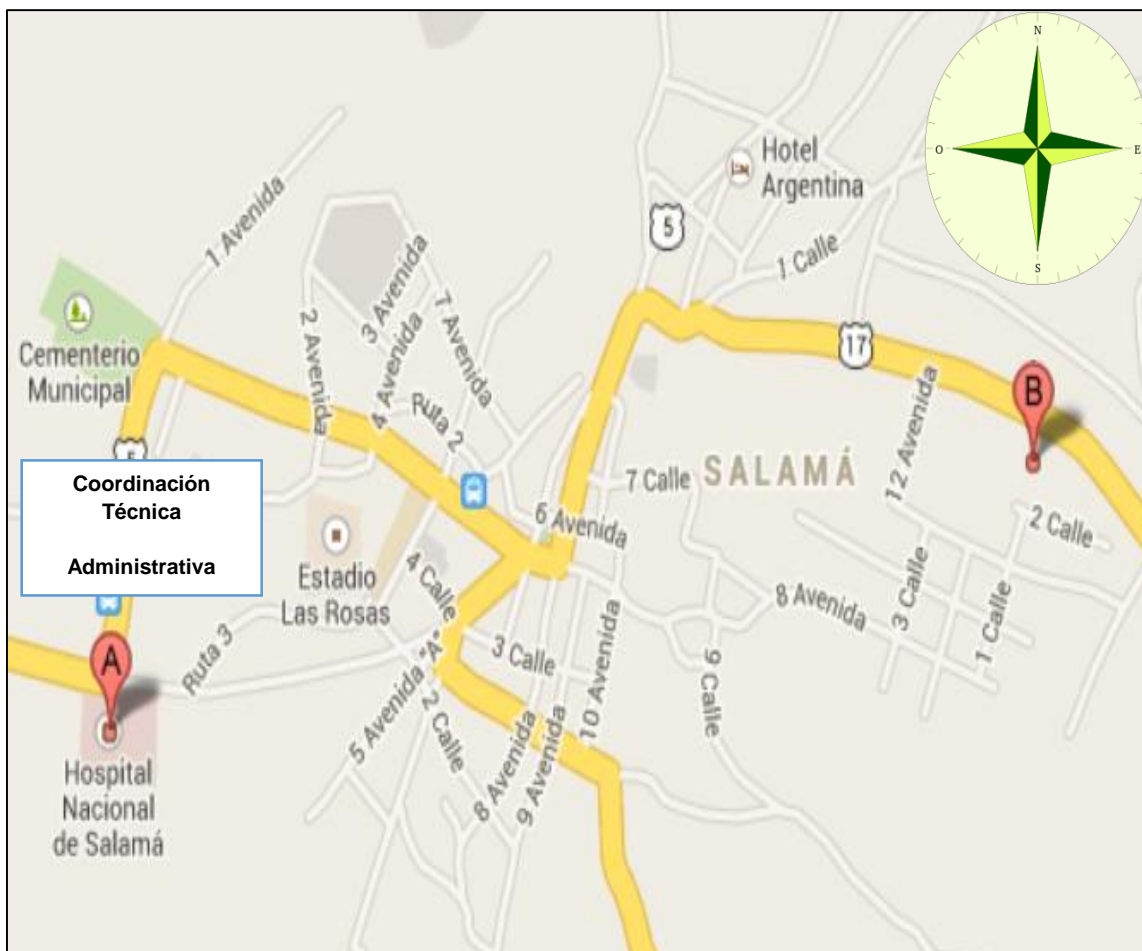 N
O
E
S
Hotel
Argentina
5
1 Calle
1 Avenida
3 Avenida
2 Avenida
7 Avenida
4 Avenida
Cementerio
Municipal
17
12 Avenida
B
Ruta 2
SALAMÁ
7 Calle
6 Avenida
2 Calle
Coordinación
Técnica
Administrativa
Estadio
Las Rosas
4 Calle
8 Avenida
3 Calle
1 Calle
A
Ruta 3
3 Calle
5 Avenida "A"
2 Calle
10 Avenida
9 Calle
8 Avenida
9 Avenida
Hospital
Nacional
de Salamá